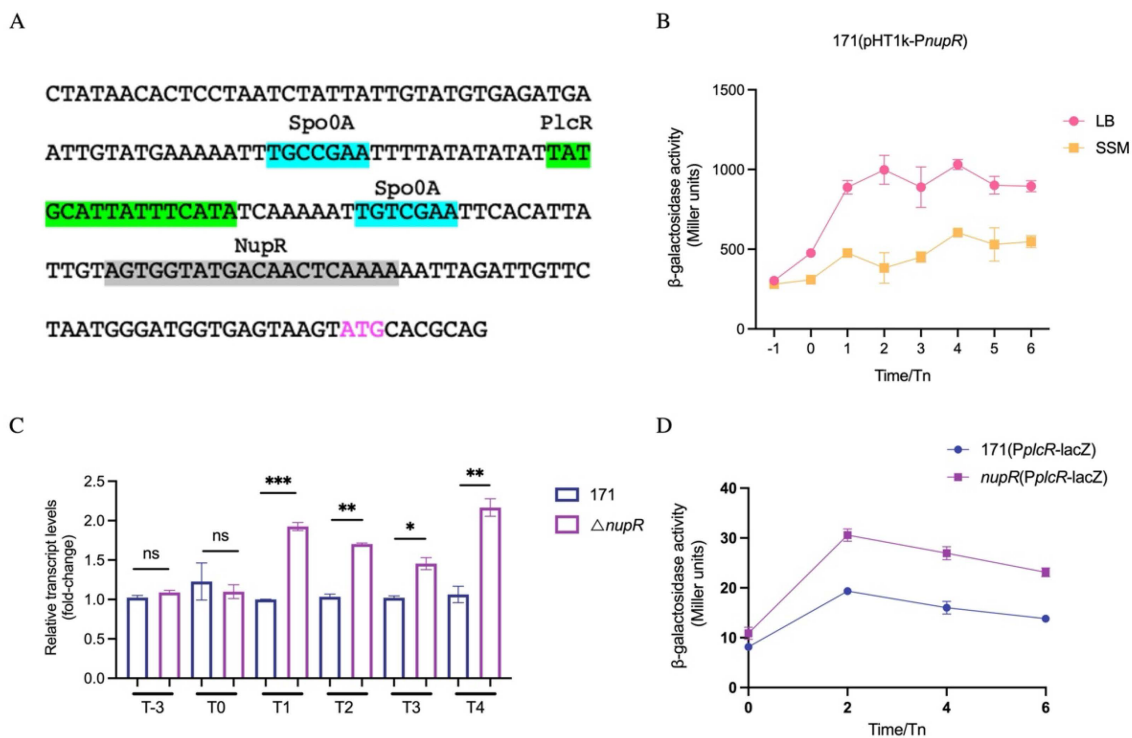 A
CTATAACACTCCTAATCTATTATTGTATGTGAGATGA
Spo0A PlcR
ATTGTATGAAAAATTTGCCGAATTTTATATATATTAT
Spo0A
GCATTATTTCATATCAAAAATTGTCGAATTCACATTA
NupR
TTGTAGTGGTATGACAACTCAAAAAATTAGATTGTTC
TAATGGGATGGTGAGTAAGTATGCACGCAG
B
171(pHT1k-PnupR)
β-galactosidase activity
(Miller units)
1500
1000
500
0
-1 0 1 2 3 4 5 6
Time/Tn
LB
SSM
C
Relative transcript levels
(fold-change)
2.5
2.0
1.5
1.0
0.5
0.0
ns ns *** ** * **
T-3 T0 T1 T2 T3 T4
171
△nupR
D
171(PplcR-lacZ)
nupR(PplcR-lacZ)
β-galactosidase activity
(Miller units)
40
30
20
10
0
0 2 4 6
Time/Tn